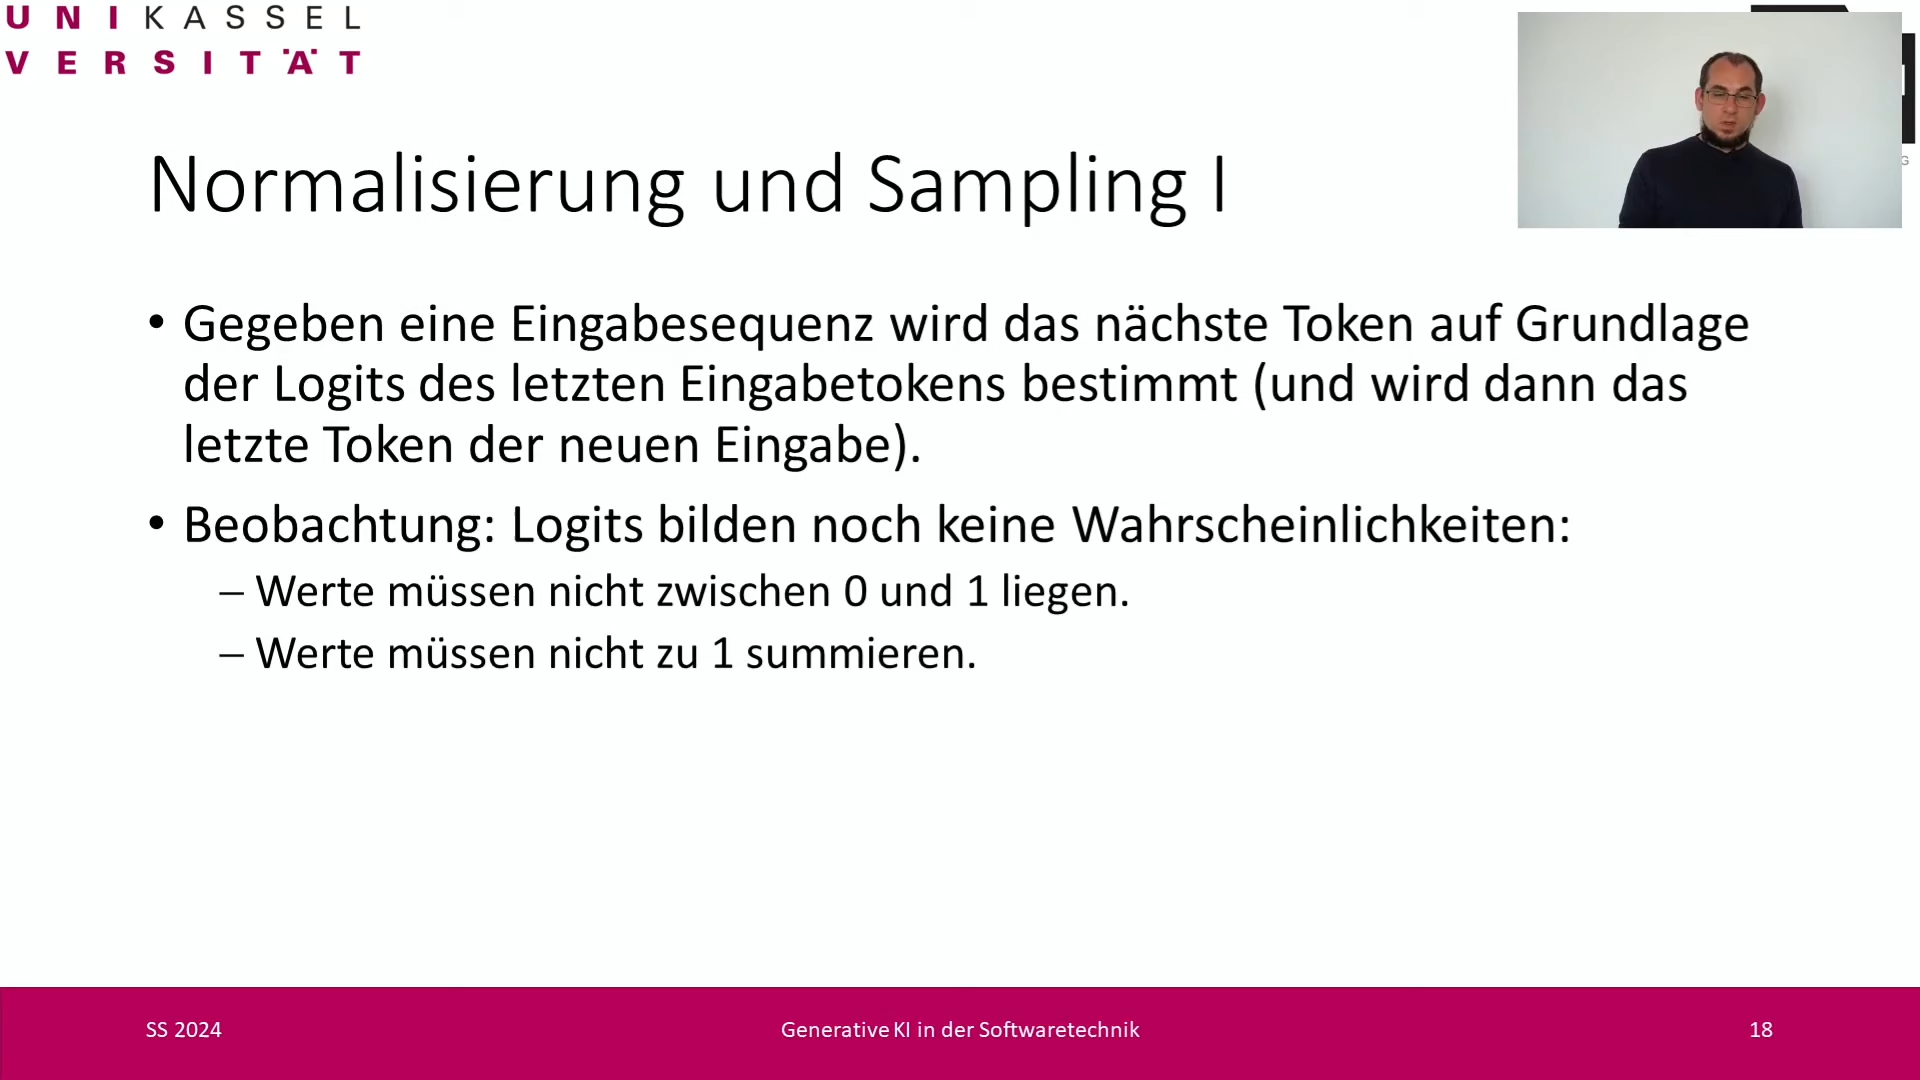 UNIKASSEL
VERSITÄT
Normalisierung und Sampling I
• Gegeben eine Eingabesequenz wird das nächste Token auf Grundlage
der Logits des letzten Eingabetokens bestimmt (und wird dann das
letzte Token der neuen Eingabe).
• Beobachtung: Logits bilden noch keine Wahrscheinlichkeiten:
– Werte müssen nicht zwischen 0 und 1 liegen.
– Werte müssen nicht zu 1 summieren.
SS 2024
Generative KI in der Softwaretechnik
18